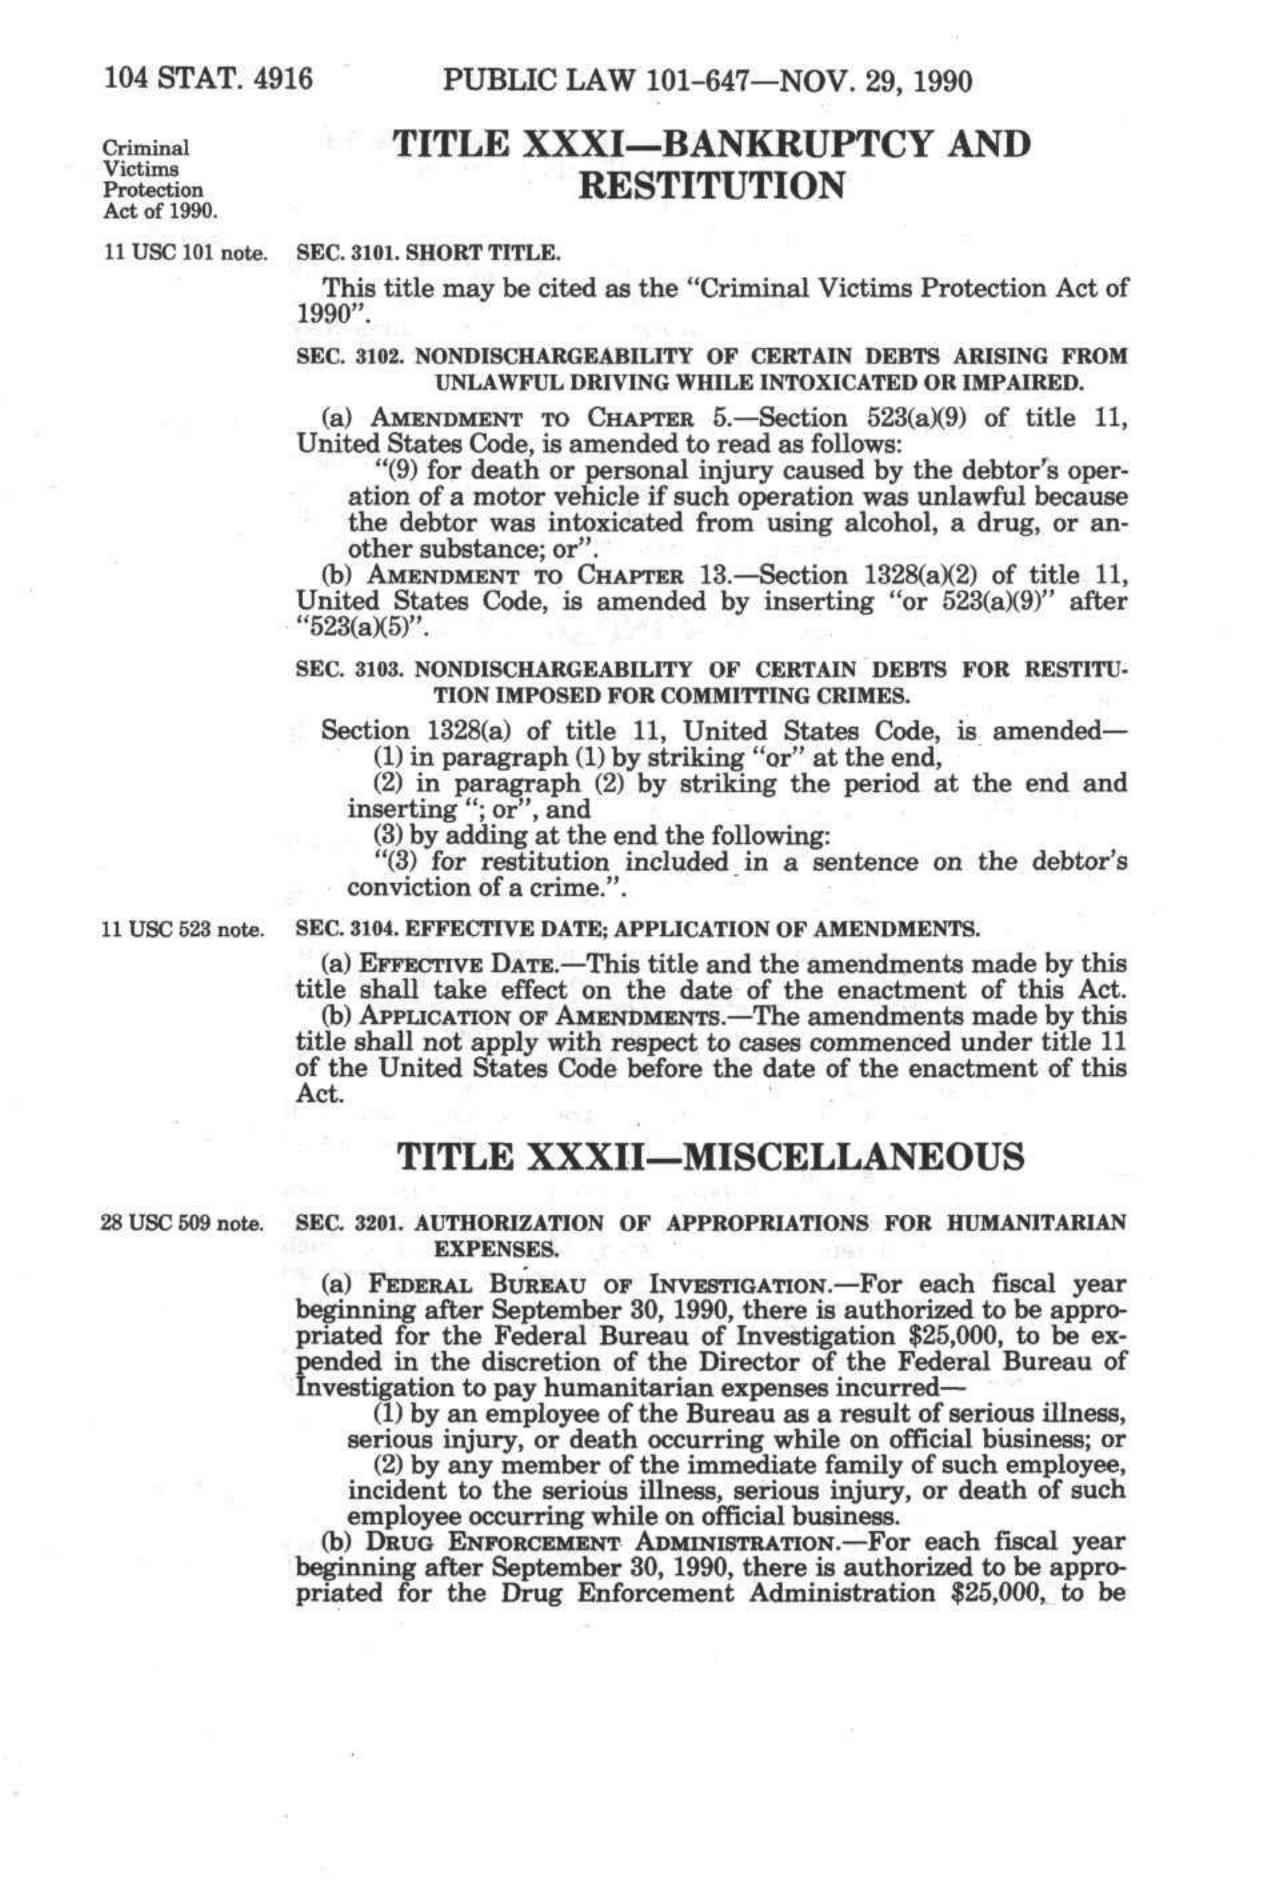 104 STAT. 4916
PUBLIC LAW 101–647—NOV. 29, 1990
Criminal
Victims
Protection
Act of 1990.
TITLE XXXI—BANKRUPTCY AND
RESTITUTION
11 USC 101 note.
SEC. 3101. SHORT TITLE.
This title may be cited as the “Criminal Victims Protection Act of
1990”.
SEC. 3102. NONDISCHARGEABILITY OF CERTAIN DEBTS ARISING FROM
UNLAWFUL DRIVING WHILE INTOXICATED OR IMPAIRED.
(a) AMENDMENT TO CHAPTER 5.—Section 523(a)(9) of title 11,
United States Code, is amended to read as follows:
“(9) for death or personal injury caused by the debtor's oper-
ation of a motor vehicle if such operation was unlawful because
the debtor was intoxicated from using alcohol, a drug, or an-
other substance; or”.
(b) AMENDMENT TO CHAPTER 13.—Section 1328(a)(2) of title 11,
United States Code, is amended by inserting “or 523(a)(9)” after
“523(a)(5)”.
SEC. 3103. NONDISCHARGEABILITY OF CERTAIN DEBTS FOR RESTITU-
TION IMPOSED FOR COMMITTING CRIMES.
Section 1328(a) of title 11, United States Code, is amended—
(1) in paragraph (1) by striking “or” at the end,
(2) in paragraph (2) by striking the period at the end and
inserting “; or”, and
(3) by adding at the end the following:
“(3) for restitution included in a sentence on the debtor's
conviction of a crime.”.
11 USC 523 note.
SEC. 3104. EFFECTIVE DATE; APPLICATION OF AMENDMENTS.
(a) EFFECTIVE DATE.—This title and the amendments made by this
title shall take effect on the date of the enactment of this Act.
(b) APPLICATION OF AMENDMENTS.—The amendments made by this
title shall not apply with respect to cases commenced under title 11
of the United States Code before the date of the enactment of this
Act.
TITLE XXXII—MISCELLANEOUS
28 USC 509 note.
SEC. 3201. AUTHORIZATION OF APPROPRIATIONS FOR HUMANITARIAN
EXPENSES.
(a) FEDERAL BUREAU OF INVESTIGATION.—For each fiscal year
beginning after September 30, 1990, there is authorized to be appro-
priated for the Federal Bureau of Investigation $25,000, to be ex-
pended in the discretion of the Director of the Federal Bureau of
Investigation to pay humanitarian expenses incurred—
(1) by an employee of the Bureau as a result of serious illness,
serious injury, or death occurring while on official business; or
(2) by any member of the immediate family of such employee,
incident to the serious illness, serious injury, or death of such
employee occurring while on official business.
(b) DRUG ENFORCEMENT ADMINISTRATION.—For each fiscal year
beginning after September 30, 1990, there is authorized to be appro-
priated for the Drug Enforcement Administration $25,000, to be